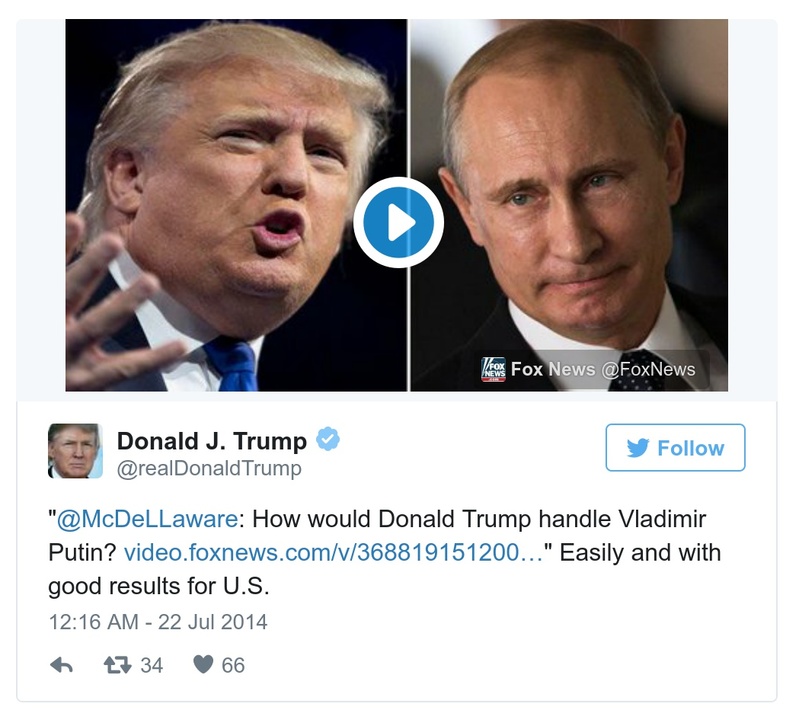 FOX
NEWS
Fox News @FoxNews
Donald J. Trump
@realDonaldTrump
Follow
"@McDeLLaware: How would Donald Trump handle Vladimir
Putin? video.foxnews.com/v/368819151200…" Easily and with
good results for U.S.
12:16 AM - 22 Jul 2014
34 66